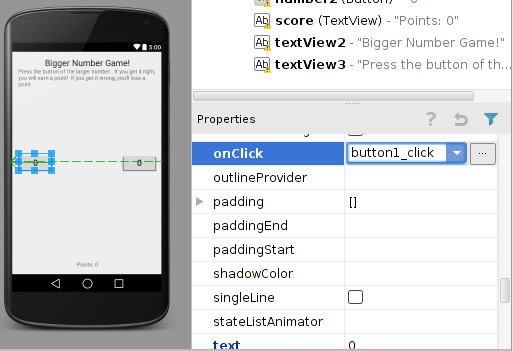 5:00
Bigger Number Game!
Press the button of the larger number. If you get it right,
you will earn a point! If you get it wrong, you'll lose a
point.
0
0
Points: 0
number2 (Button) - "0"
score (TextView) - "Points: 0"
textView2 - "Bigger Number Game!"
textView3 - "Press the button of th...
Properties
?
onClick
button1_click
...
outlineProvider
padding
[]
paddingEnd
paddingStart
shadowColor
singleLine
stateListAnimator
text
0